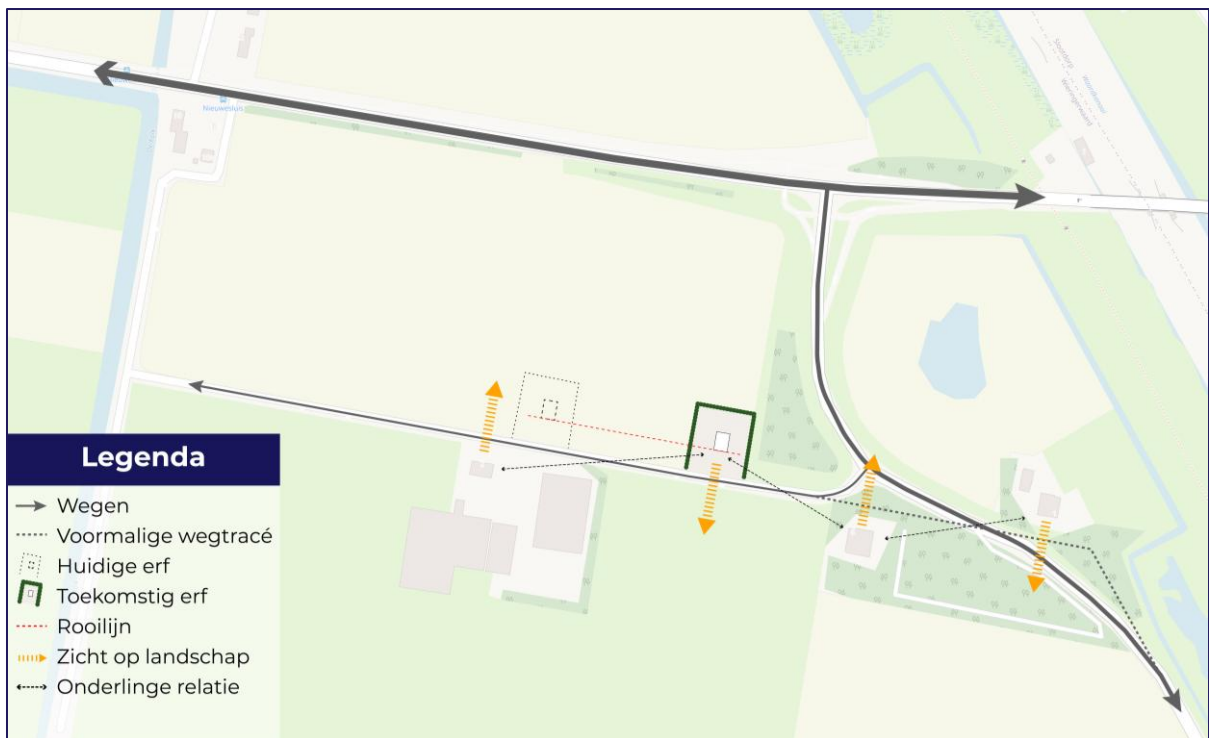 Nieuwesluis
Legenda
Wegen
Voormalige wegtracé
Huidige erf
Toekomstig erf
Rooilijn
Zicht op landschap
Onderlinge relatie